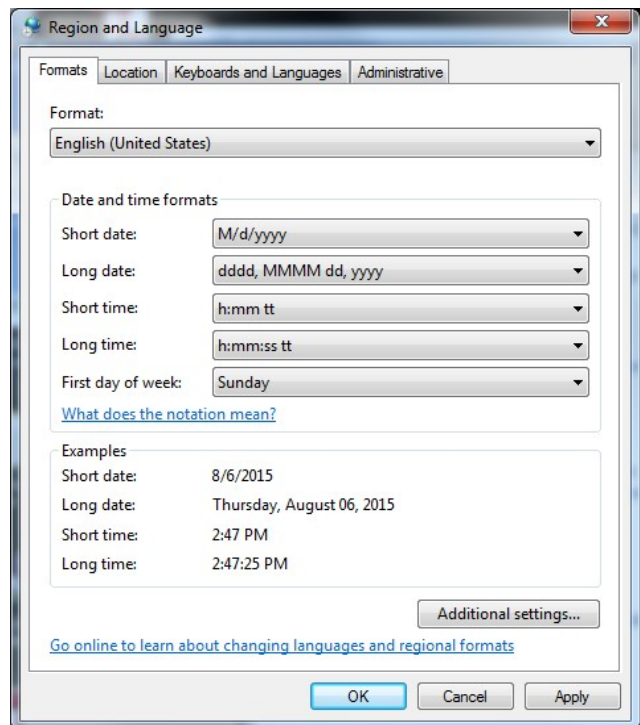 Region and Language
Formats Location Keyboards and Languages Administrative
Format:
English (United States)
Date and time formats
Short date: M/d/yyyy
Long date: dddd, MMMM dd, yyyy
Short time: h:mm tt
Long time: h:mm:ss tt
First day of week: Sunday
What does the notation mean?
Examples
Short date: 8/6/2015
Long date: Thursday, August 06, 2015
Short time: 2:47 PM
Long time: 2:47:25 PM
Additional settings...
Go online to learn about changing languages and regional formats
OK Cancel Apply